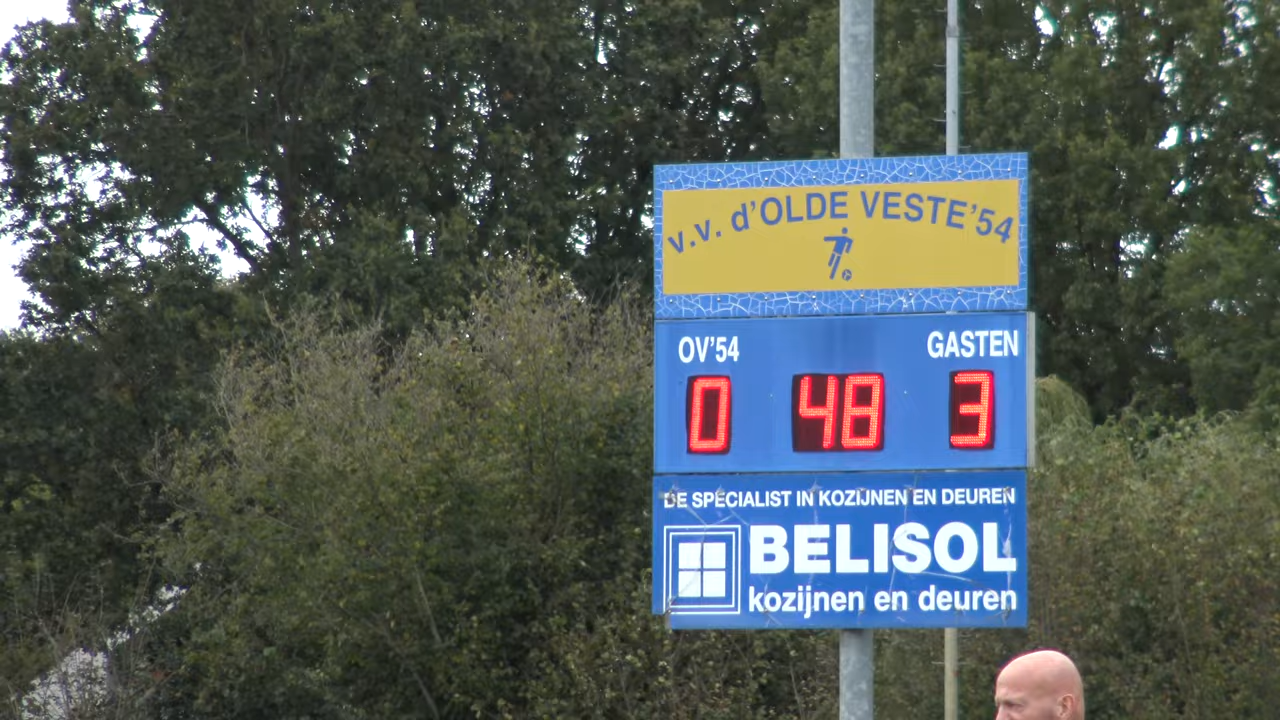 v.v. d'OLDE VESTE'54
OV'54 GASTEN
0 48 3
DE SPECIALIST IN KOZIJNEN EN DEUREN
BELISOL
kozijnen en deuren